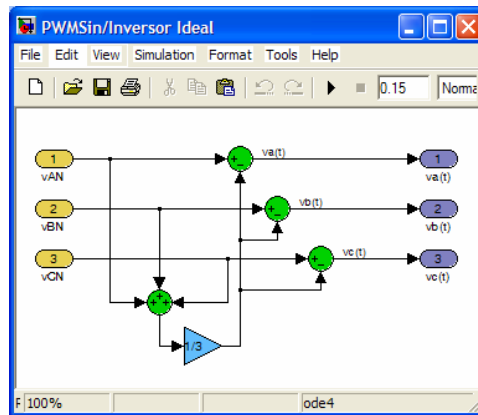 PWMSin/Inversor Ideal
File Edit View Simulation Format Tools Help
0.15 Norma
1 va(t) 1
vAN va(t)
2 vb(t) 2
vBN vb(t)
3 vc(t) 3
vCN vc(t)
1/3
F 100% ode4